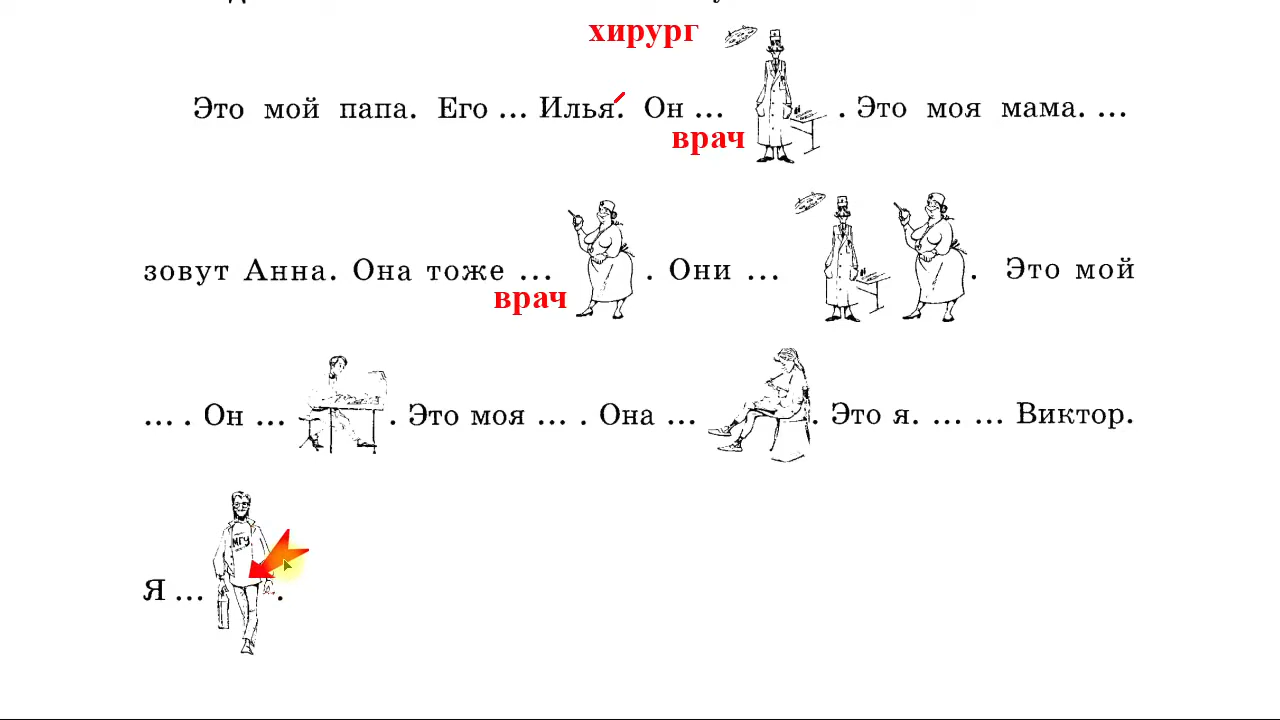 хирург
Это мой папа. Его ... Илья. Он ... . Это моя мама. ...
врач
зовут Анна. Она тоже ... . Они ... . Это мой
врач
... . Он ... . Это моя ... . Она ... . Это я. ... ... Виктор.
МГУ
Я ... .